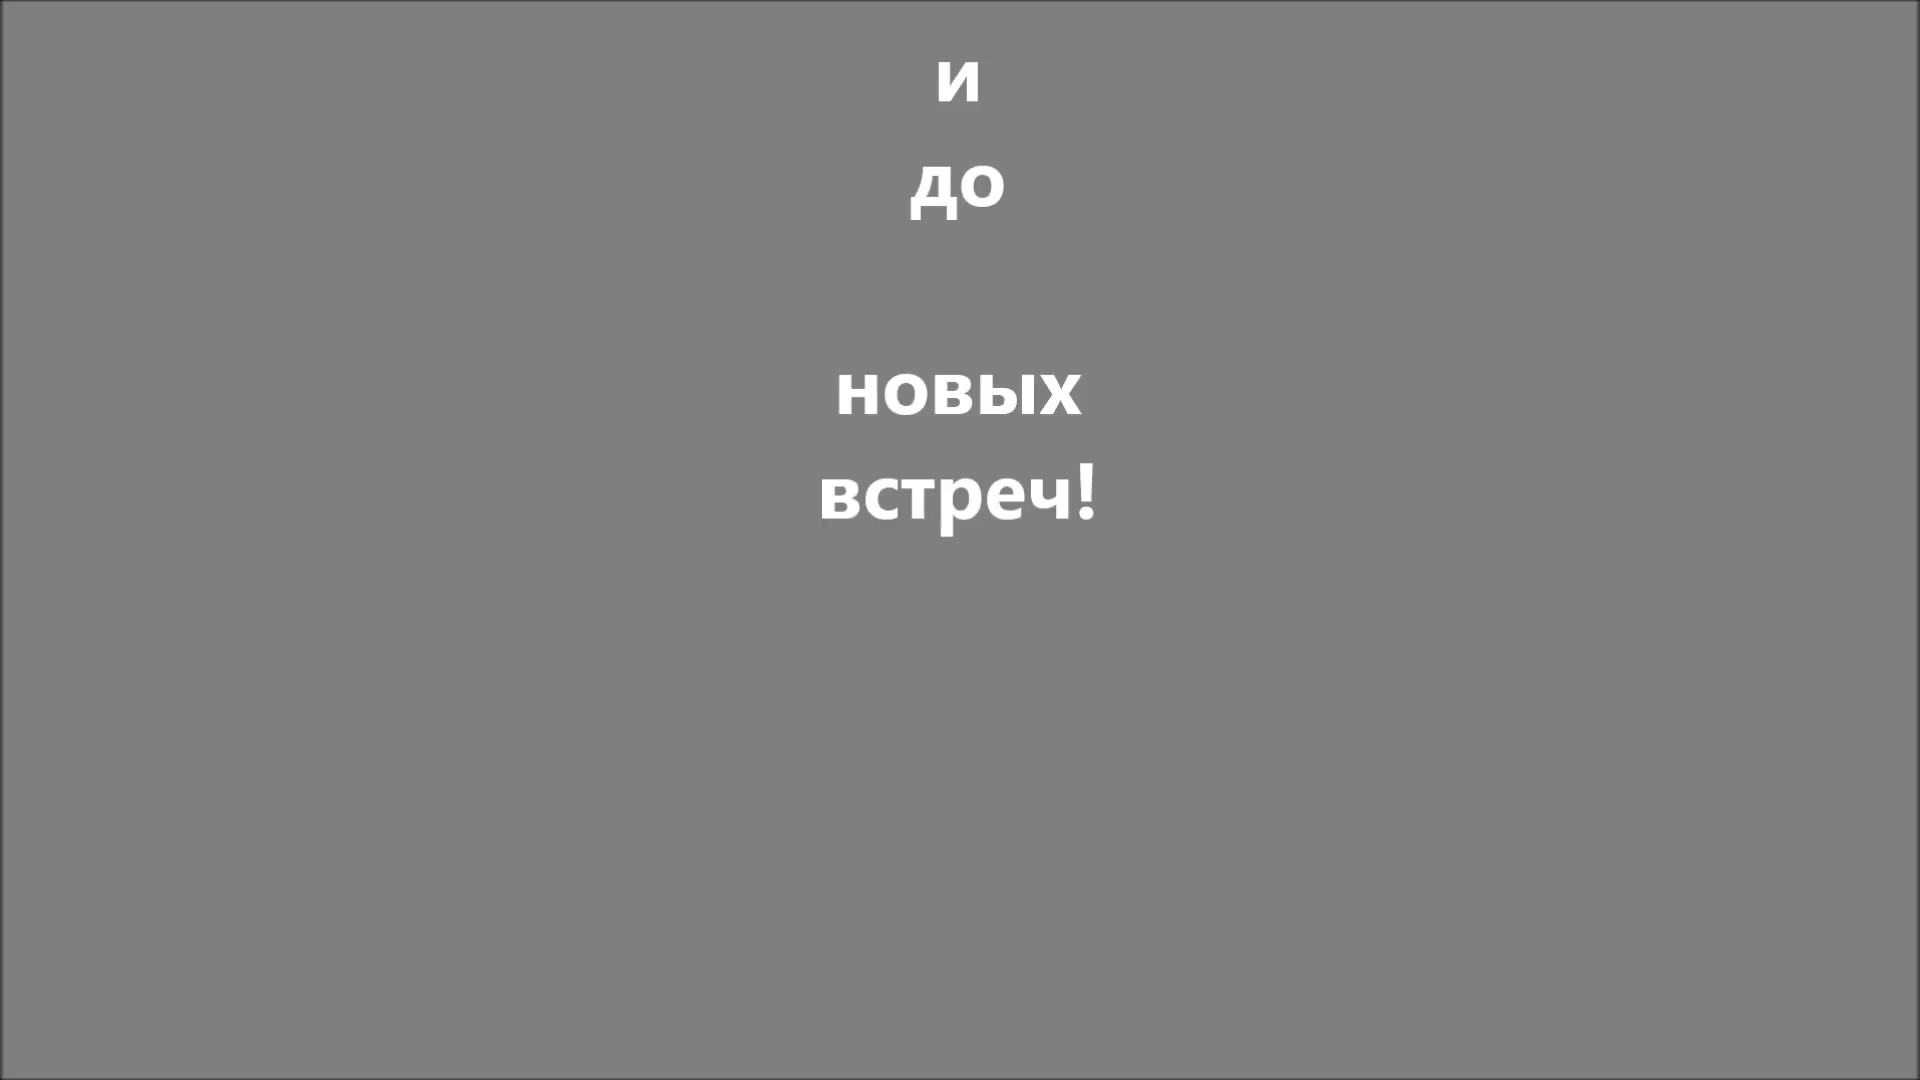 и
до
новых
встреч!